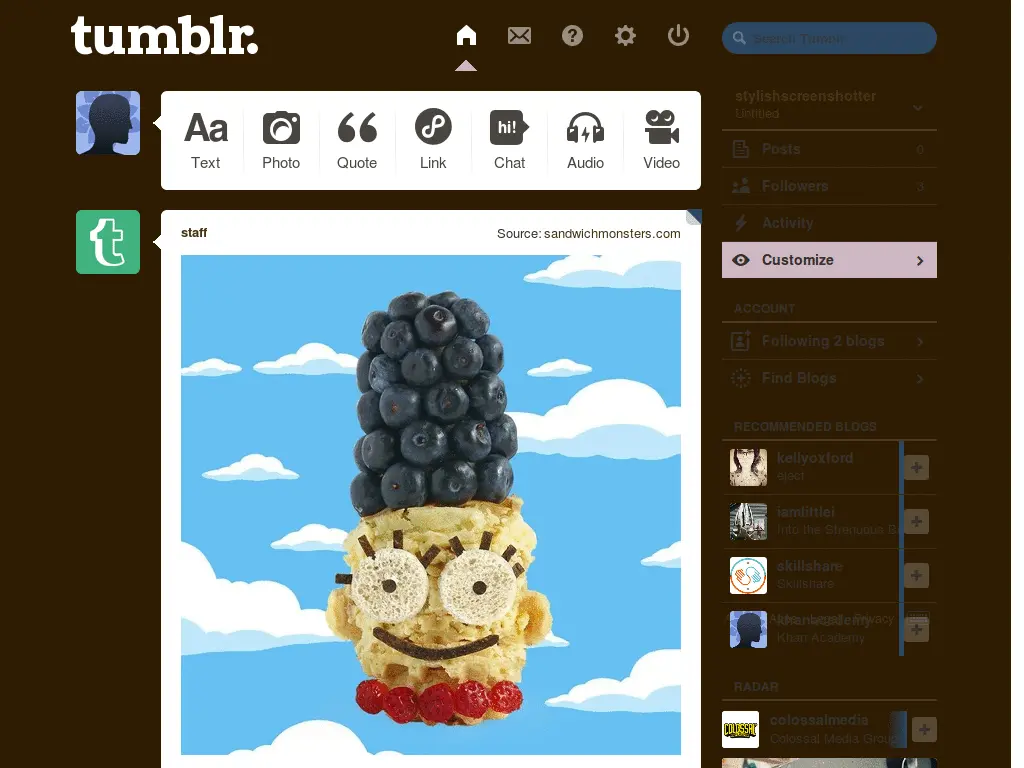 tumblr.
Search Tumblr
Aa
hi!
Text
Photo
Quote
Link
Chat
Audio
Video
t
staff
Source: sandwichmonsters.com
stylishscreenshotter
Untitled
Posts 0
Followers 3
Activity
Customize
ACCOUNT
Following 2 blogs
Find Blogs
RECOMMENDED BLOGS
kellyoxford
eject
iamlittlei
Into the Strenuous
skillshare
Skillshare
khanacademy
Legal Privacy
Khan Academy
RADAR
COLOSSAL
colossalmedia
Colossal Media Group